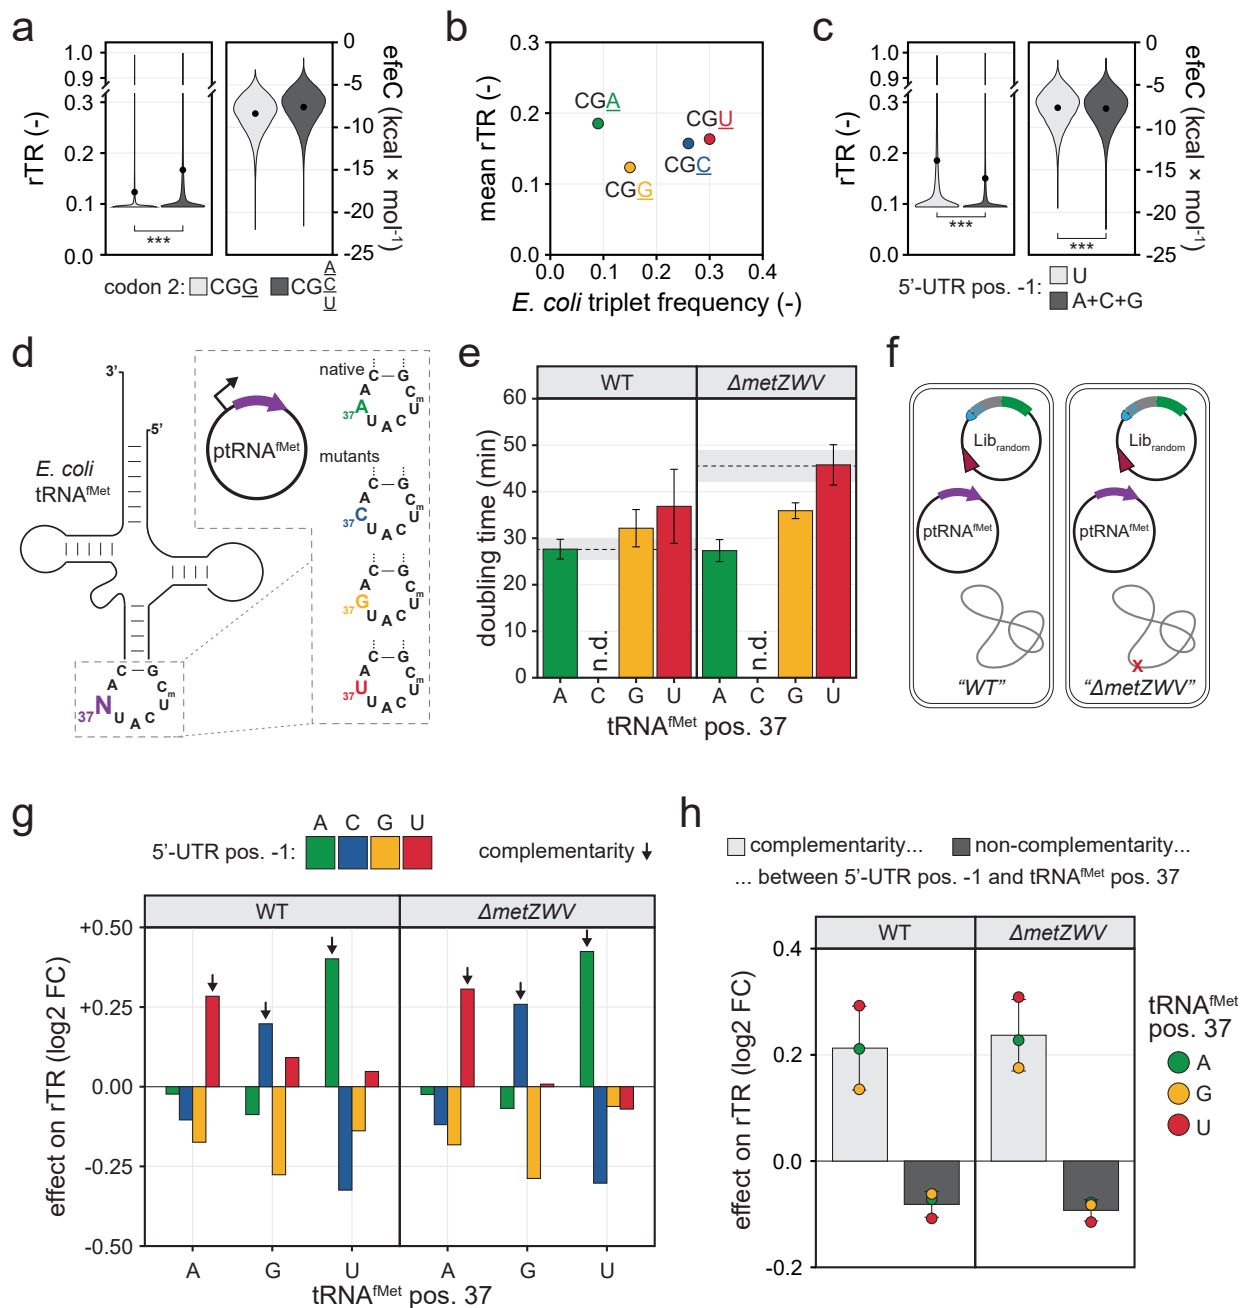 a
rTR (-)
1.0
0.9
0.3
0.2
0.1
0.0
***
0
-5
-10
-15
-20
-25
efeC (kcal × mol⁻¹)
codon 2: CGG CG A C U
b
mean rTR (-)
0.3
0.2
0.1
0.0
CGA
CGU
CGC
CGG
0.0 0.1 0.2 0.3 0.4
E. coli triplet frequency (-)
c
rTR (-)
1.0
0.9
0.3
0.2
0.1
0.0
***
***
0
-5
-10
-15
-20
-25
efeC (kcal × mol⁻¹)
5'-UTR pos. -1: U
A+C+G
d
3'
5'
E. coli
tRNAfMet
C G
A C
37N U m
U A C U
ptRNAfMet
native
C G
A C
37A U m
U A C U
mutants
C G
A C
37C U m
U A C U
C G
A C
37G U m
U A C U
C G
A C
37U U m
U A C U
e
doubling time (min)
WT ΔmetZWV
60
50
40
30
20
10
0
n.d. n.d.
A C G U A C G U
tRNAfMet pos. 37
f
Librandom
ptRNAfMet
"WT"
Librandom
ptRNAfMet
x
"ΔmetZWV"
g
A C G U
5'-UTR pos. -1: complementarity ↓
WT ΔmetZWV
effect on rTR (log2 FC)
+0.50
+0.25
0.00
-0.25
-0.50
A G U A G U
tRNAfMet pos. 37
h
complementarity... non-complementarity...
... between 5'-UTR pos. -1 and tRNAfMet pos. 37
WT ΔmetZWV
effect on rTR (log2 FC)
0.4
0.2
0.0
-0.2
tRNAfMet
pos. 37
A
G
U